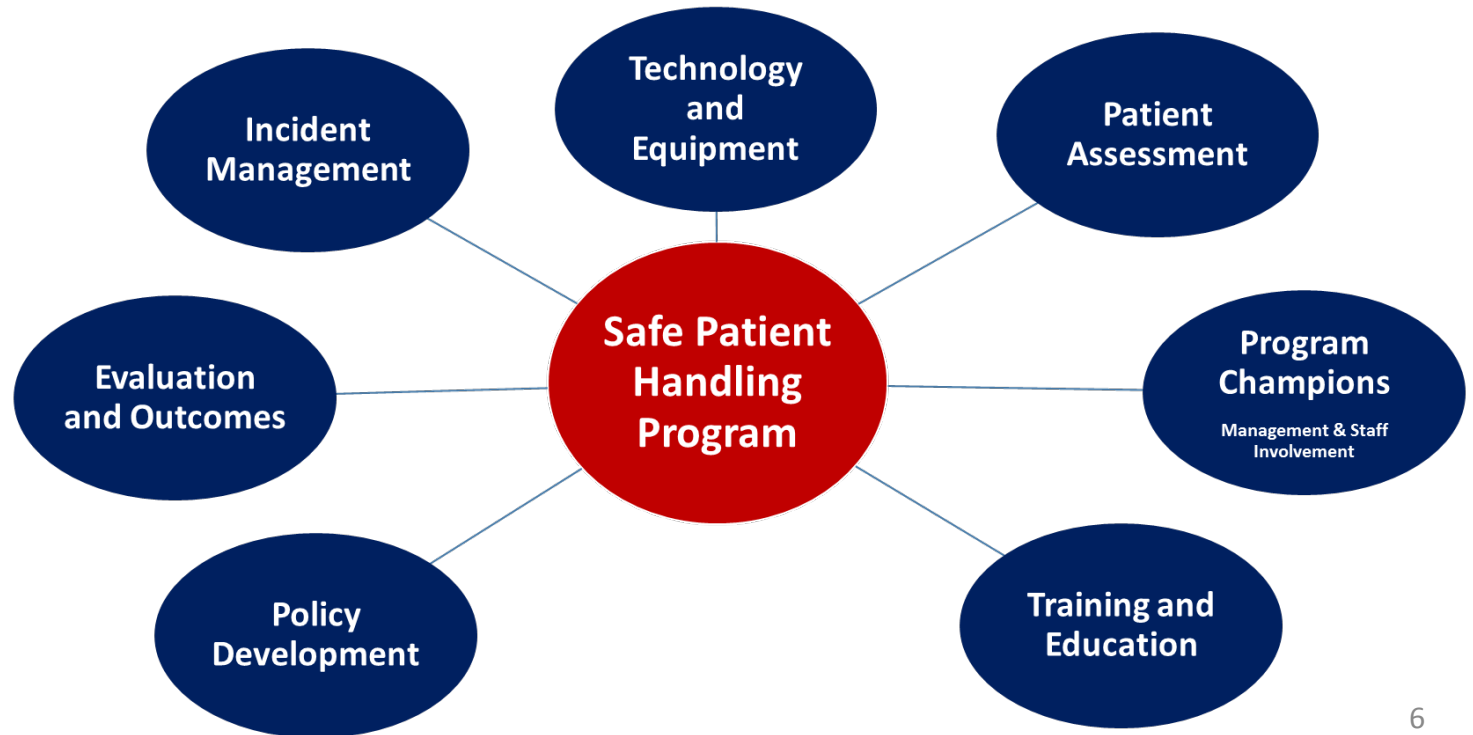 Technology
and
Equipment
Incident
Management
Patient
Assessment
Safe Patient
Handling
Program
Evaluation
and Outcomes
Program
Champions
Management & Staff
Involvement
Policy
Development
Training and
Education
6